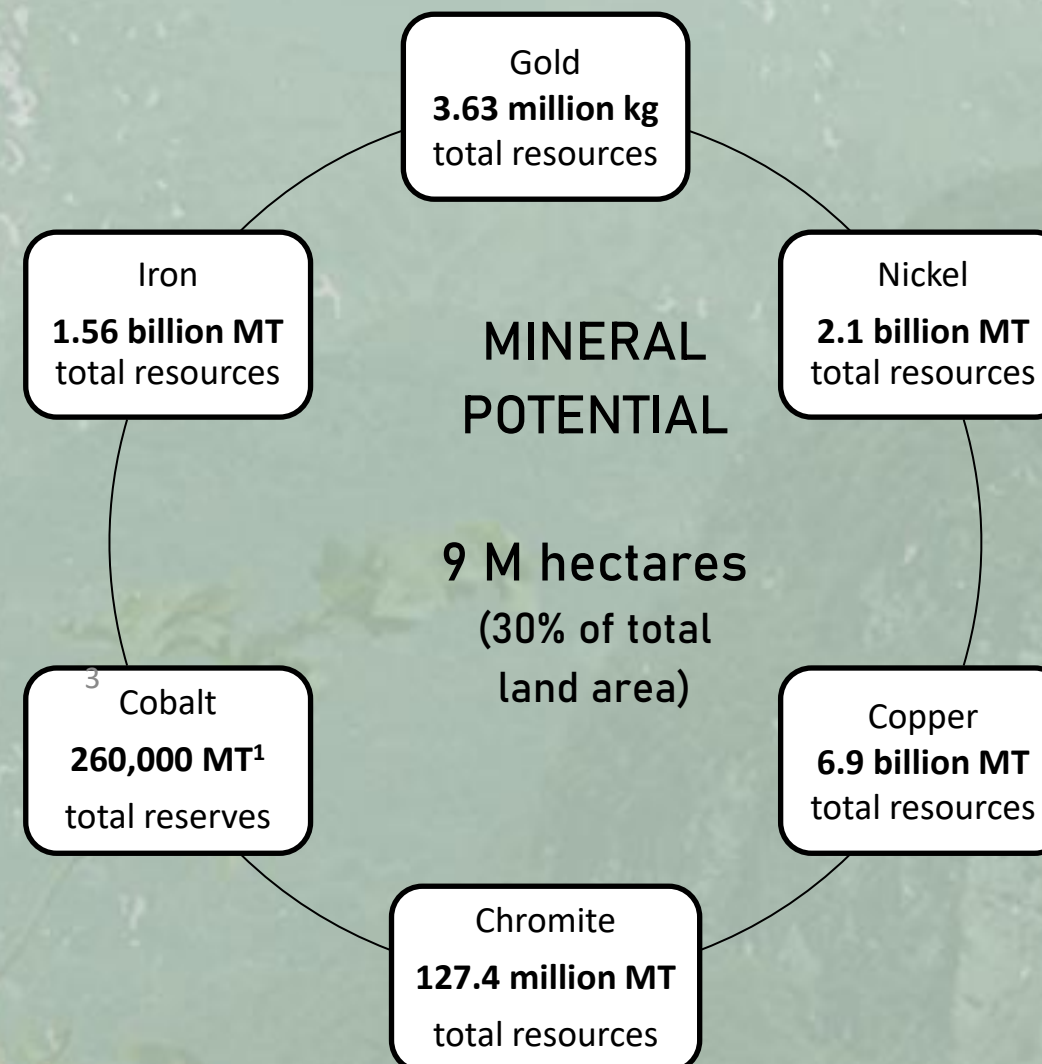 Gold
3.63 million kg
total resources
Iron
1.56 billion MT
total resources
Nickel
2.1 billion MT
total resources
MINERAL
POTENTIAL
9 M hectares
(30% of total
land area)
3
Cobalt
260,000 MT¹
total reserves
Copper
6.9 billion MT
total resources
Chromite
127.4 million MT
total resources